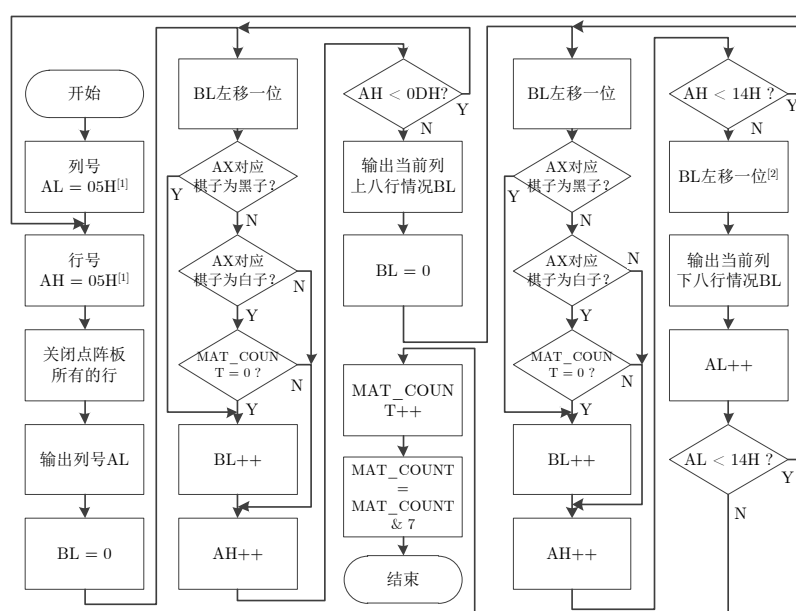 开始
列号
AL = 05H[1]
行号
AH = 05H[1]
关闭点阵板
所有的行
输出列号AL
BL = 0
BL左移一位
AX对应
棋子为黑子?
Y
N
AX对应
棋子为白子?
N
Y
MAT_COUN
T = 0 ?
N
Y
BL++
AH++
AH < 0DH?
Y
N
输出当前列
上八行情况BL
BL = 0
MAT_COUN
T++
MAT_COUNT
=
MAT_COUNT
& 7
结束
BL左移一位
AX对应
棋子为黑子?
Y
N
AX对应
棋子为白子?
N
Y
MAT_COUN
T = 0 ?
N
Y
BL++
AH++
AH < 14H ?
Y
N
BL左移一位[2]
输出当前列
下八行情况BL
AL++
AL < 14H ?
Y
N